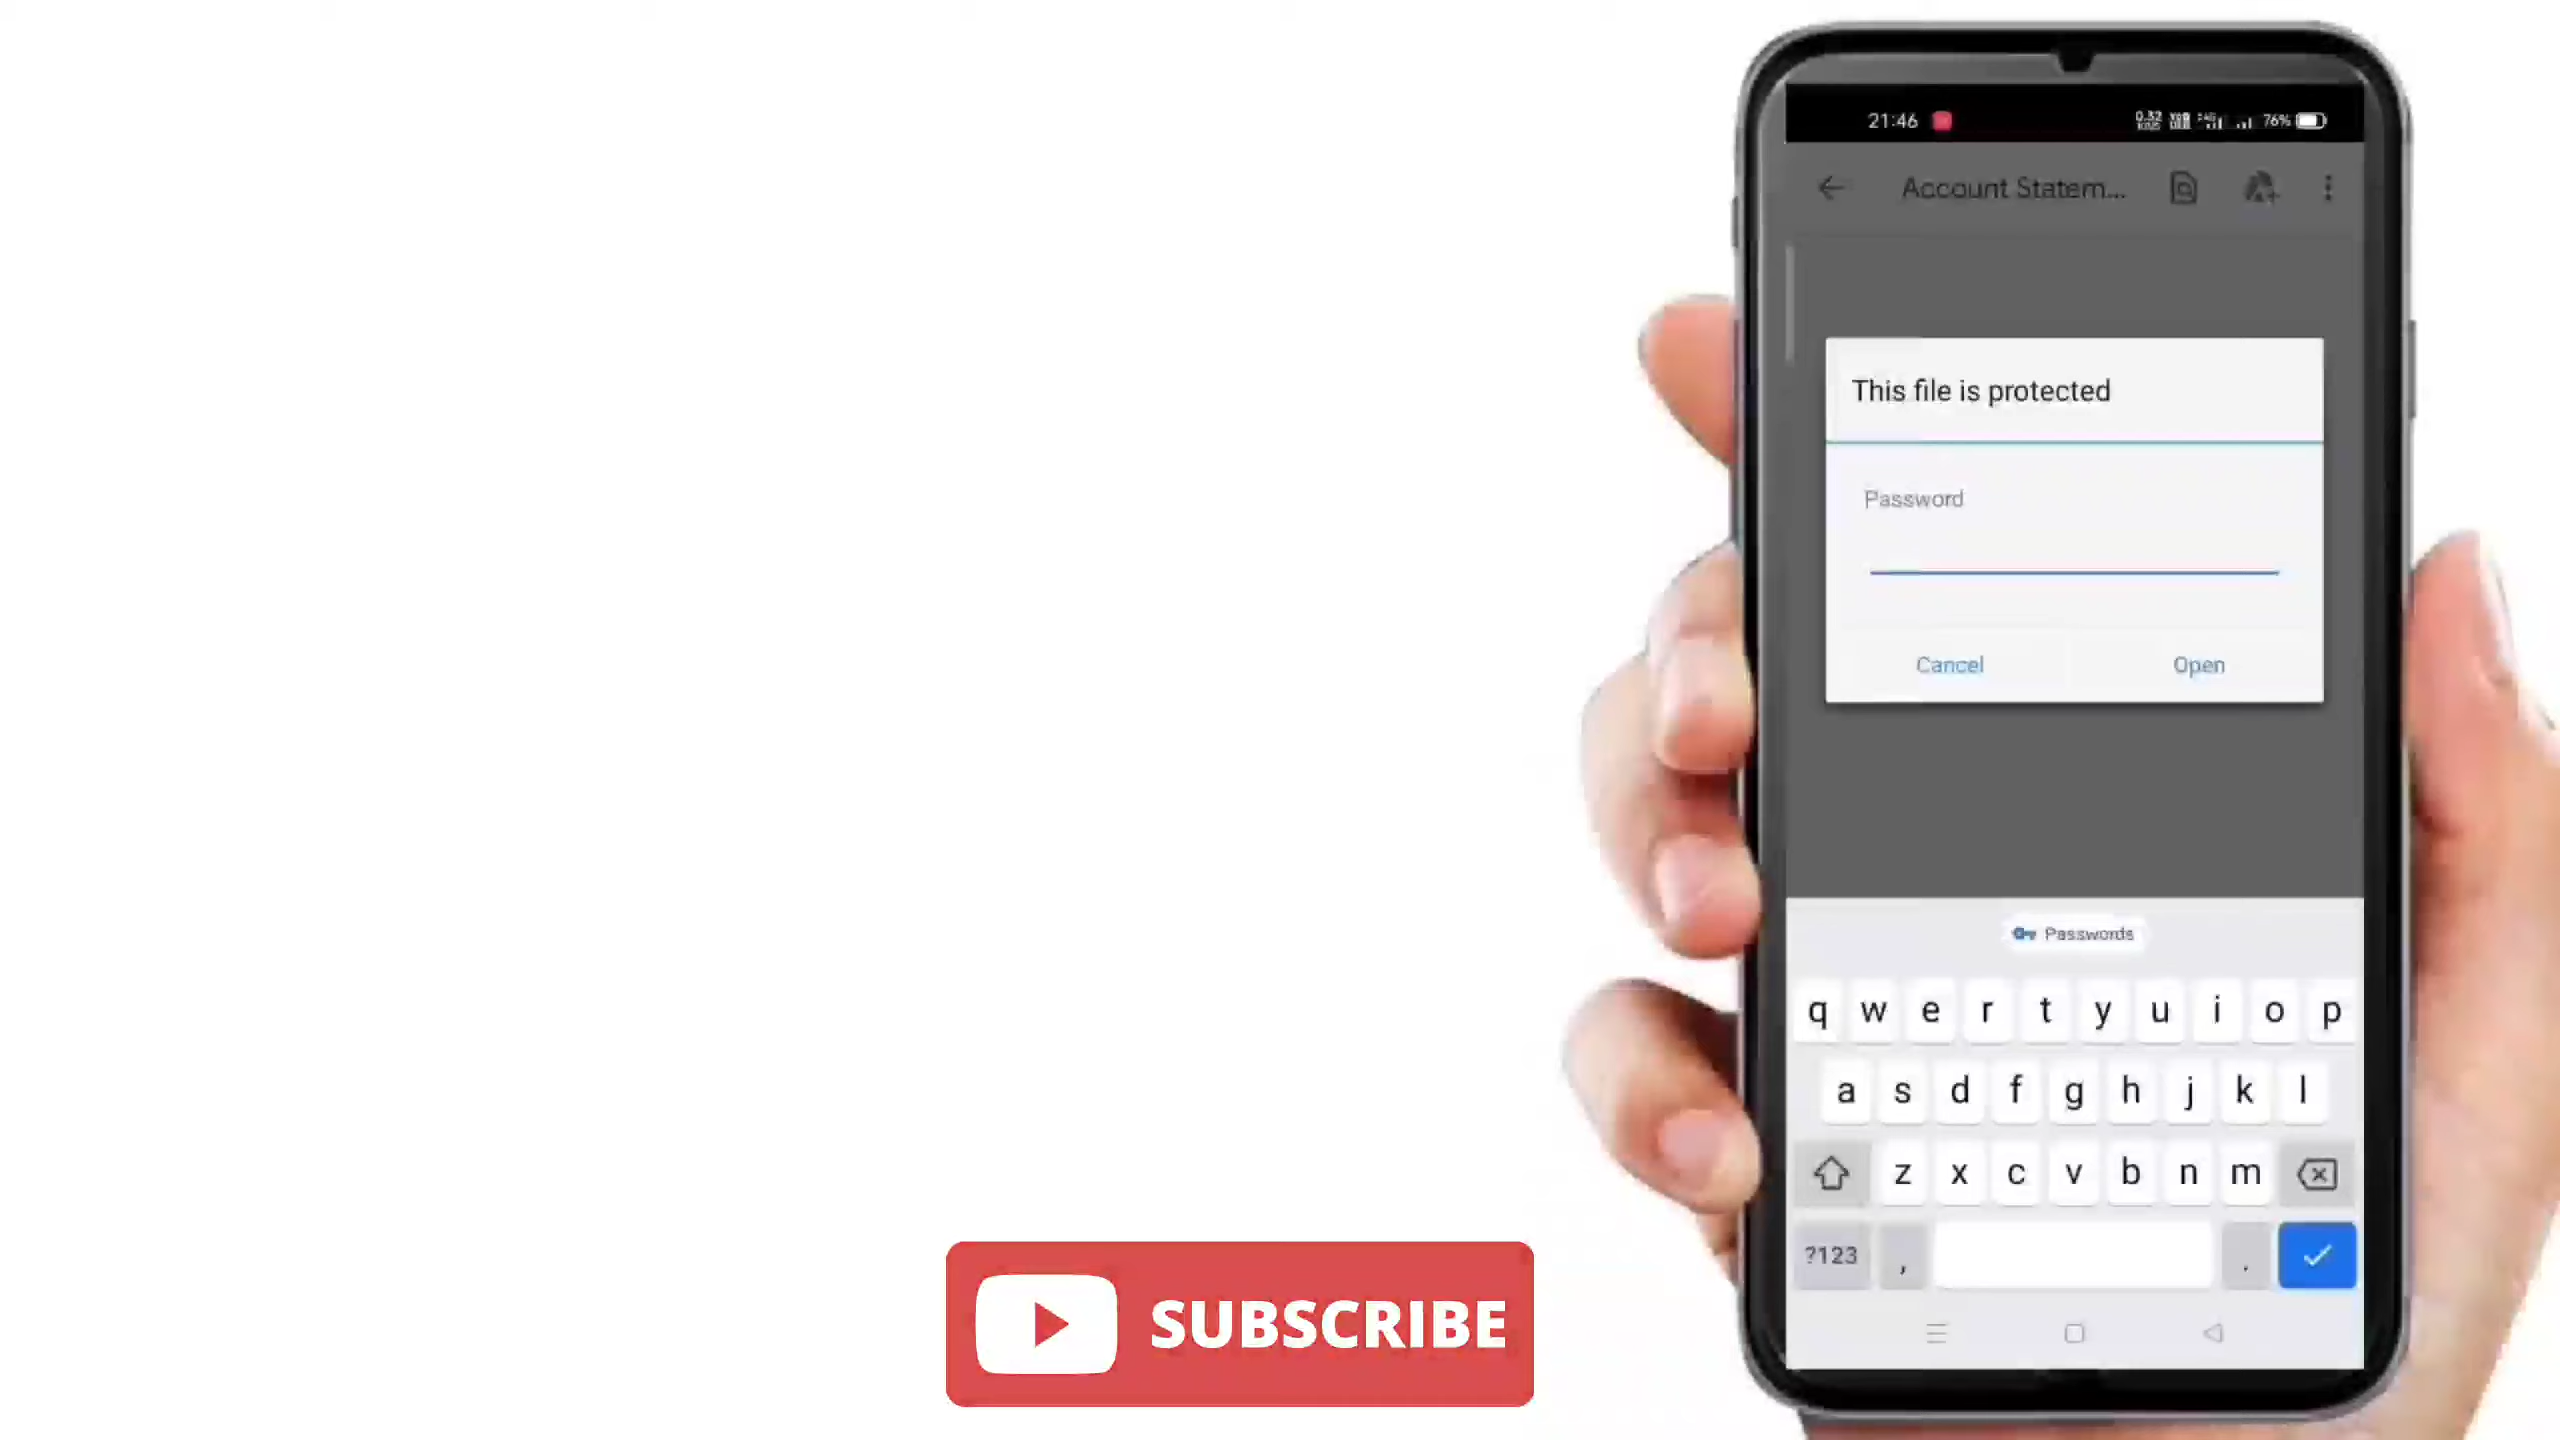 21:46
76%
Account Statem...
This file is protected
Password
Cancel
Open
Passwords
q w e r t y u i o p
a s d f g h j k l
z x c v b n m
?123 , .
SUBSCRIBE